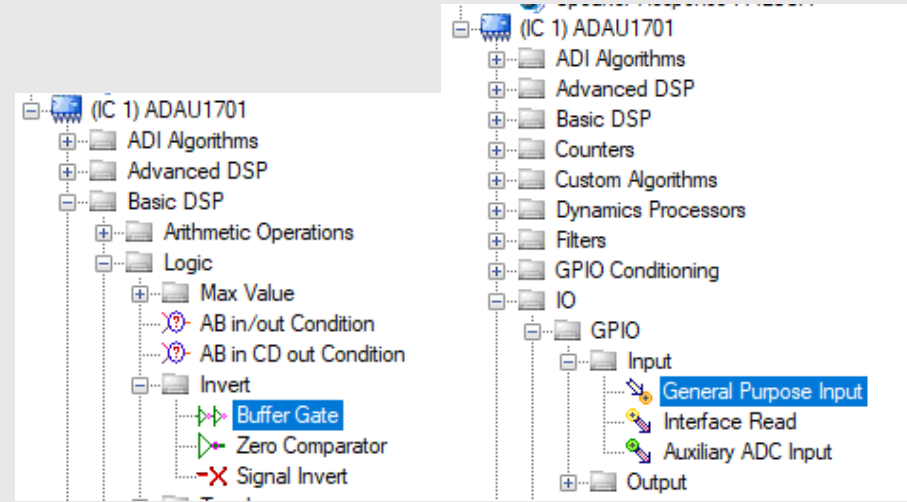 (IC 1) ADAU1701
ADI Algorithms
Advanced DSP
Basic DSP
Arithmetic Operations
Logic
Max Value
AB in/out Condition
AB in CD out Condition
Invert
Buffer Gate
Zero Comparator
Signal Invert
(IC 1) ADAU1701
ADI Algorithms
Advanced DSP
Basic DSP
Counters
Custom Algorithms
Dynamics Processors
Filters
GPIO Conditioning
IO
GPIO
Input
General Purpose Input
Interface Read
Auxiliary ADC Input
Output